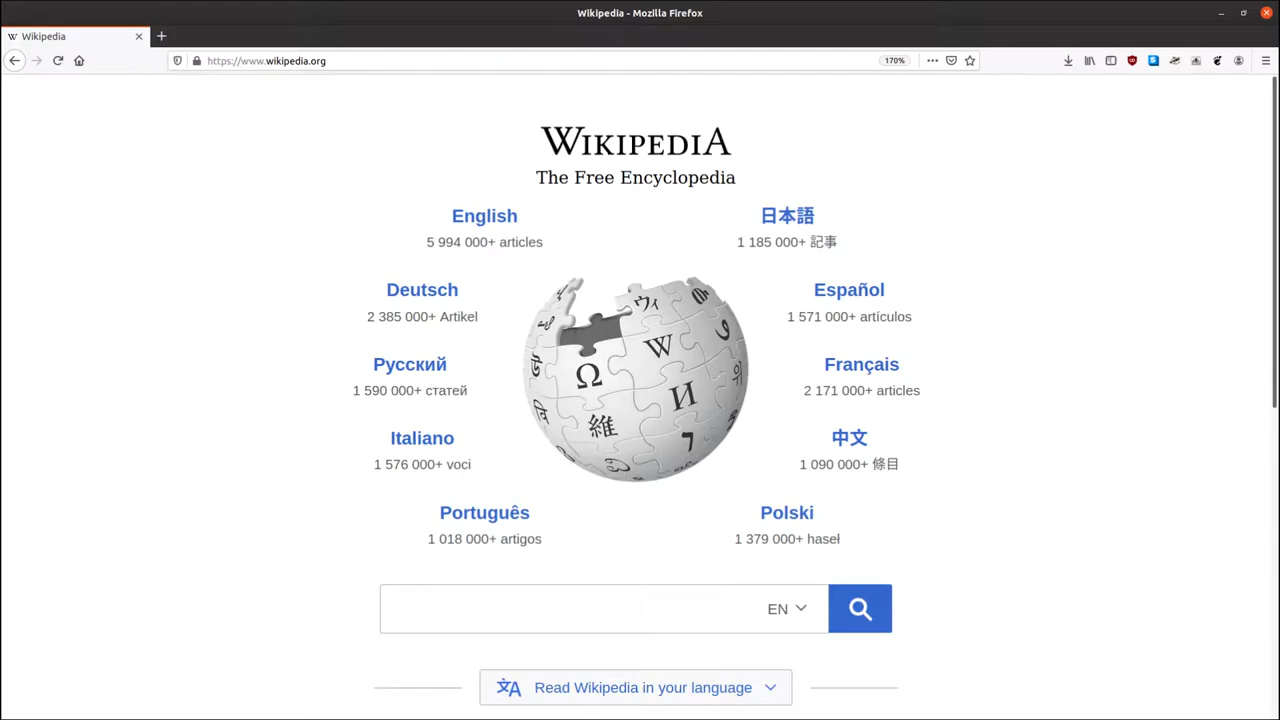 Wikipedia - Mozilla Firefox
Wikipedia
https://www.wikipedia.org
170%
WIKIPEDIA
The Free Encyclopedia
English
5 994 000+ articles
日本語
1 185 000+ 記事
Deutsch
2 385 000+ Artikel
Español
1 571 000+ artículos
Русский
1 590 000+ статей
Français
2 171 000+ articles
Italiano
1 576 000+ voci
中文
1 090 000+ 條目
Português
1 018 000+ artigos
Polski
1 379 000+ haseł
Ω
W
И
維
ウィ
EN
Read Wikipedia in your language